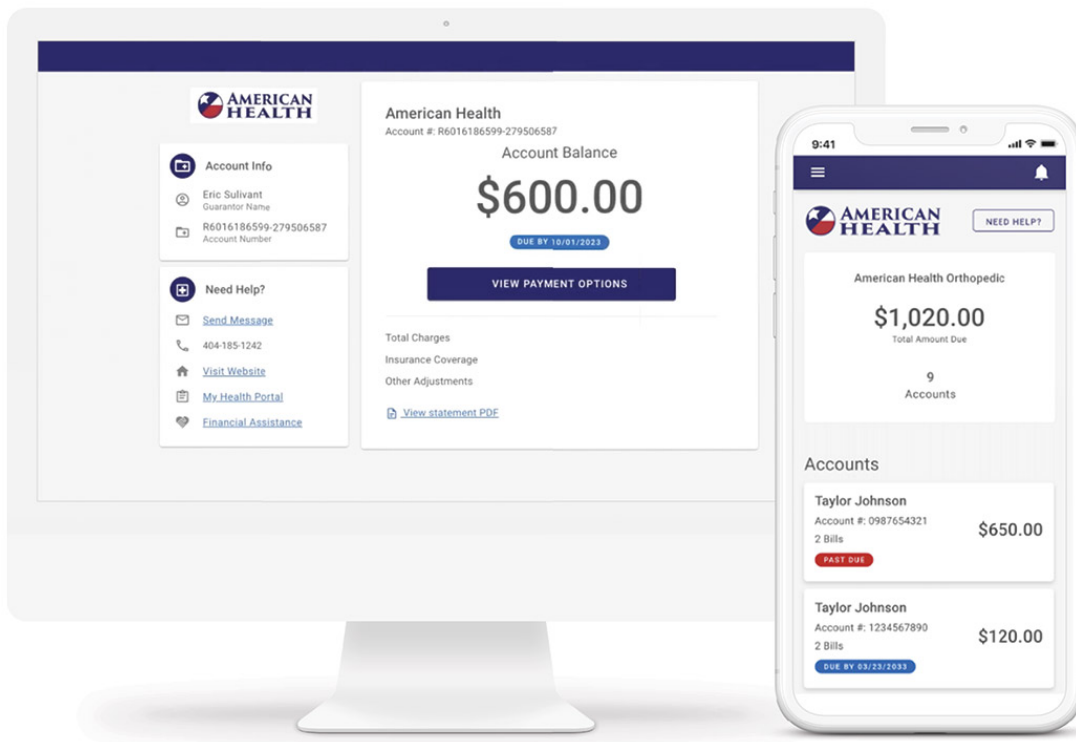 AMERICAN
HEALTH
Account Info
Eric Sulivant
Guarantor Name
R6016186599-279506587
Account Number
Need Help?
Send Message
404-185-1242
Visit Website
My Health Portal
Financial Assistance
American Health
Account #: R6016186599-279506587
Account Balance
$600.00
DUE BY 10/01/2023
VIEW PAYMENT OPTIONS
Total Charges
Insurance Coverage
Other Adjustments
View statement PDF
9:41
AMERICAN
HEALTH
NEED HELP?
American Health Orthopedic
$1,020.00
Total Amount Due
9
Accounts
Accounts
Taylor Johnson
Account #: 0987654321
2 Bills
$650.00
PAST DUE
Taylor Johnson
Account #: 1234567890
2 Bills
$120.00
DUE BY 03/23/2033